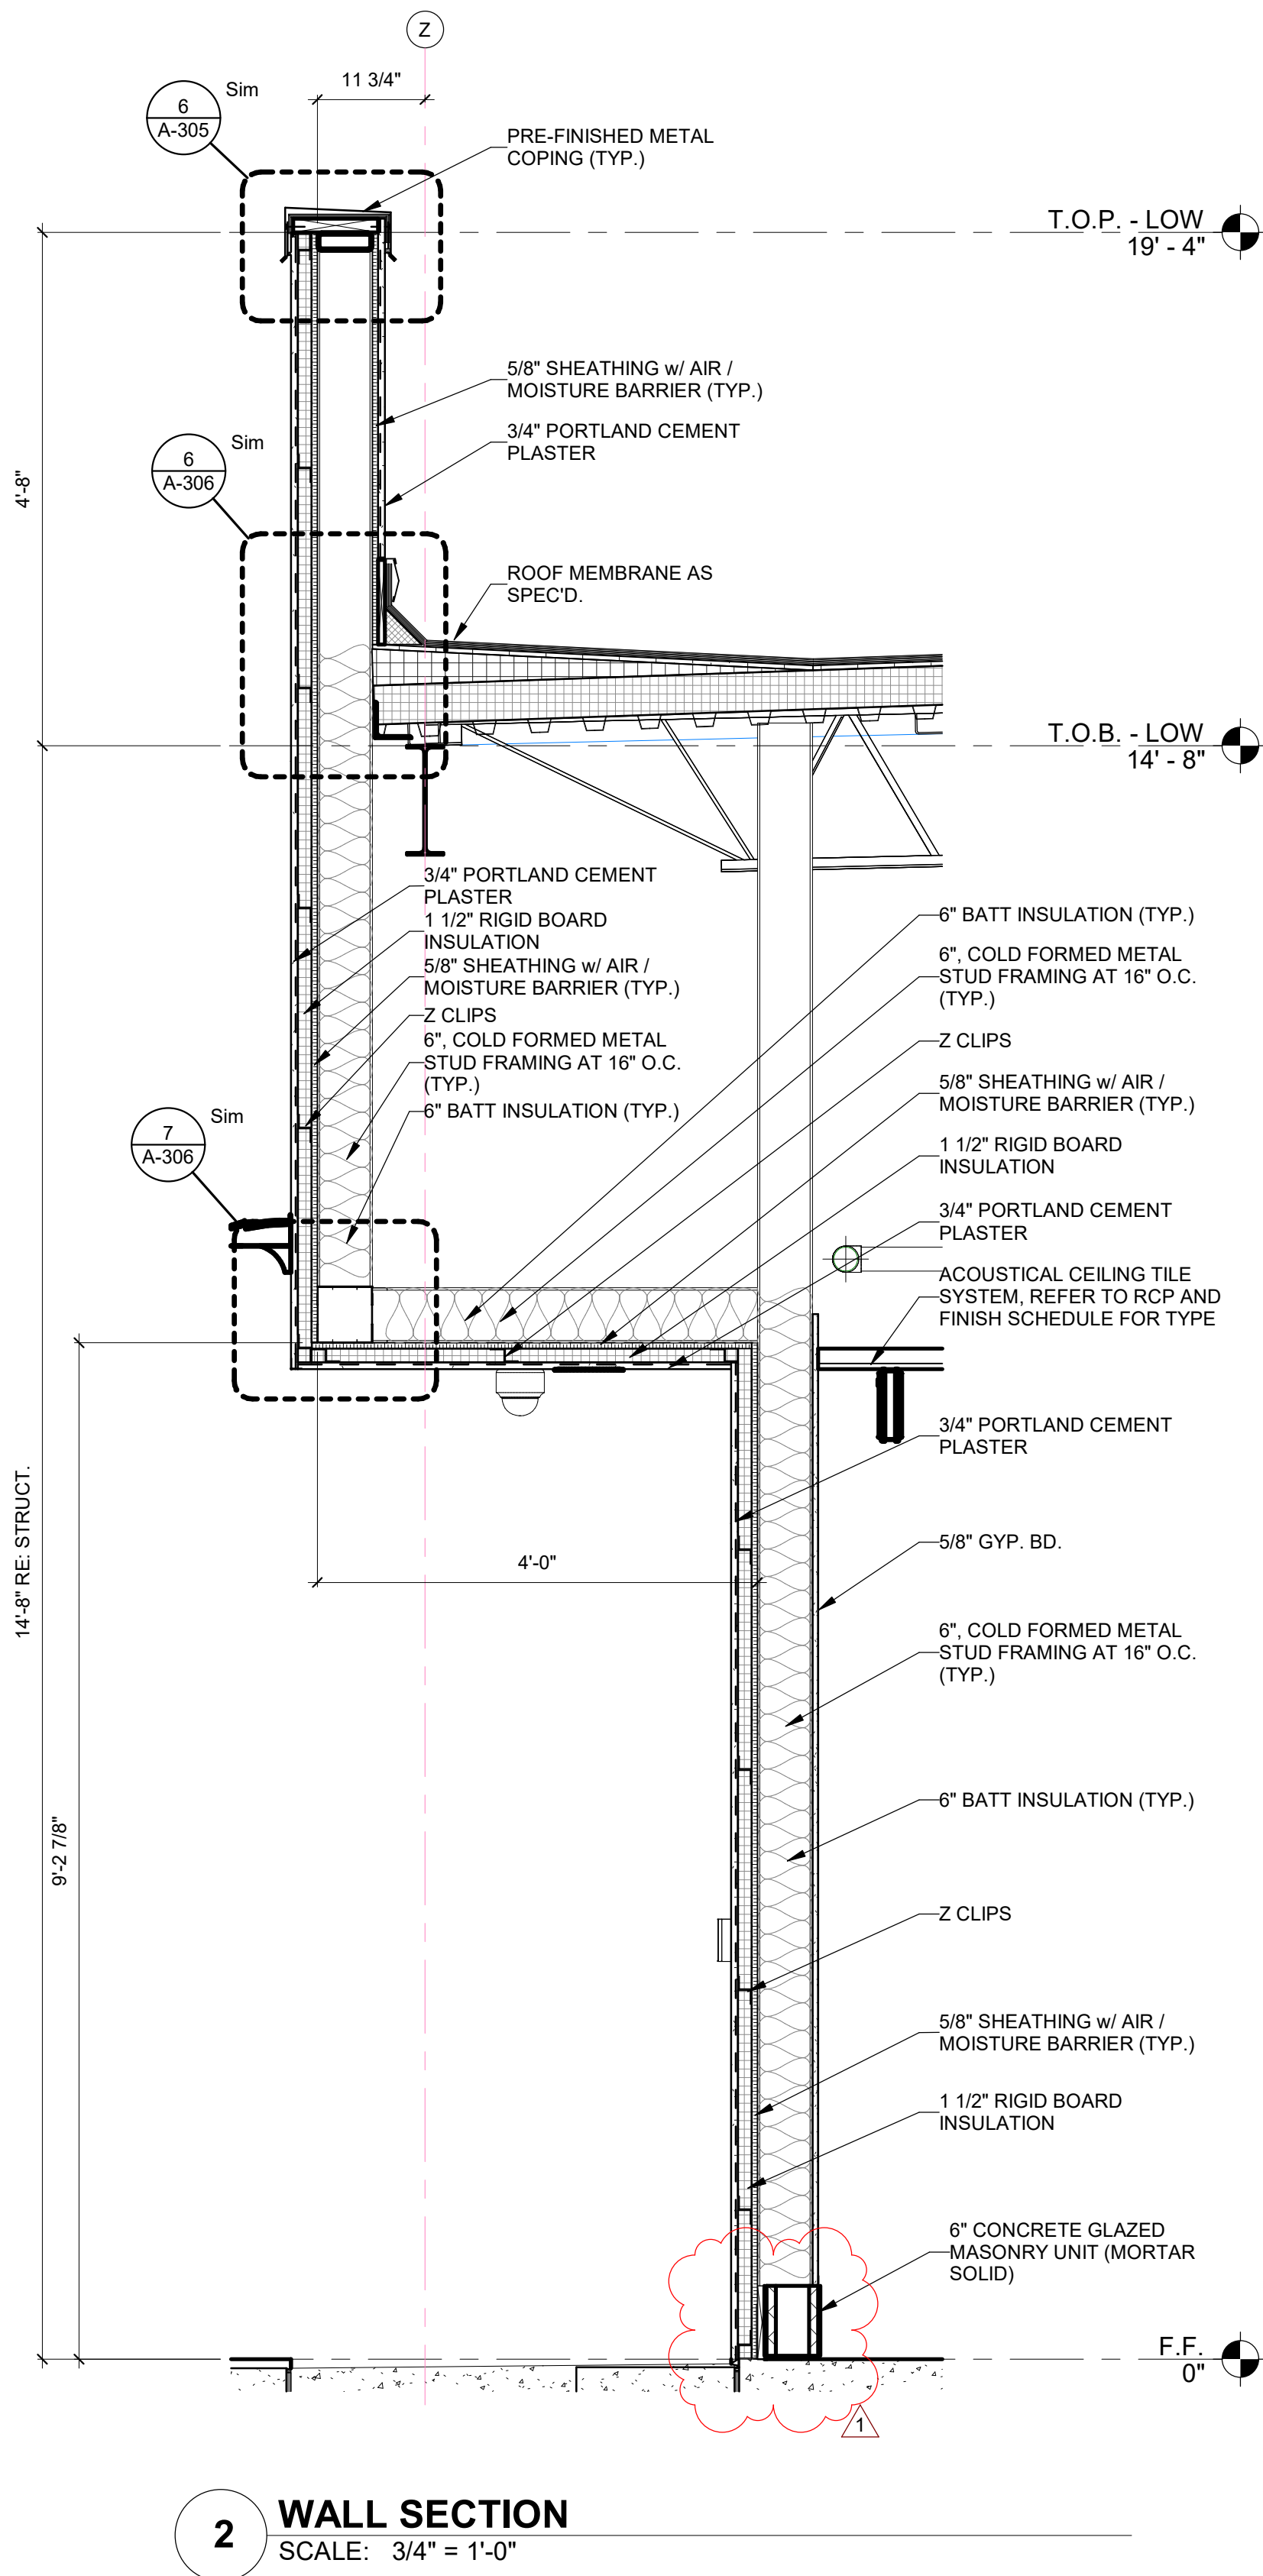 Z
11 3/4"
6
A-305
Sim
PRE-FINISHED METAL
COPING (TYP.)
T.O.P. - LOW
19' - 4"
5/8" SHEATHING w/ AIR /
MOISTURE BARRIER (TYP.)
3/4" PORTLAND CEMENT
PLASTER
6
A-306
Sim
4'-8"
ROOF MEMBRANE AS
SPEC'D.
T.O.B. - LOW
14' - 8"
3/4" PORTLAND CEMENT
PLASTER
1 1/2" RIGID BOARD
INSULATION
5/8" SHEATHING w/ AIR /
MOISTURE BARRIER (TYP.)
Z CLIPS
6", COLD FORMED METAL
STUD FRAMING AT 16" O.C.
(TYP.)
6" BATT INSULATION (TYP.)
6" BATT INSULATION (TYP.)
6", COLD FORMED METAL
STUD FRAMING AT 16" O.C.
(TYP.)
Z CLIPS
5/8" SHEATHING w/ AIR /
MOISTURE BARRIER (TYP.)
1 1/2" RIGID BOARD
INSULATION
3/4" PORTLAND CEMENT
PLASTER
ACOUSTICAL CEILING TILE
SYSTEM, REFER TO RCP AND
FINISH SCHEDULE FOR TYPE
7
A-306
Sim
3/4" PORTLAND CEMENT
PLASTER
5/8" GYP. BD.
4'-0"
14'-8" RE: STRUCT.
9'-2 7/8"
6", COLD FORMED METAL
STUD FRAMING AT 16" O.C.
(TYP.)
6" BATT INSULATION (TYP.)
Z CLIPS
5/8" SHEATHING w/ AIR /
MOISTURE BARRIER (TYP.)
1 1/2" RIGID BOARD
INSULATION
6" CONCRETE GLAZED
MASONRY UNIT (MORTAR
SOLID)
F.F.
0"
1
2
WALL SECTION
SCALE: 3/4" = 1'-0"